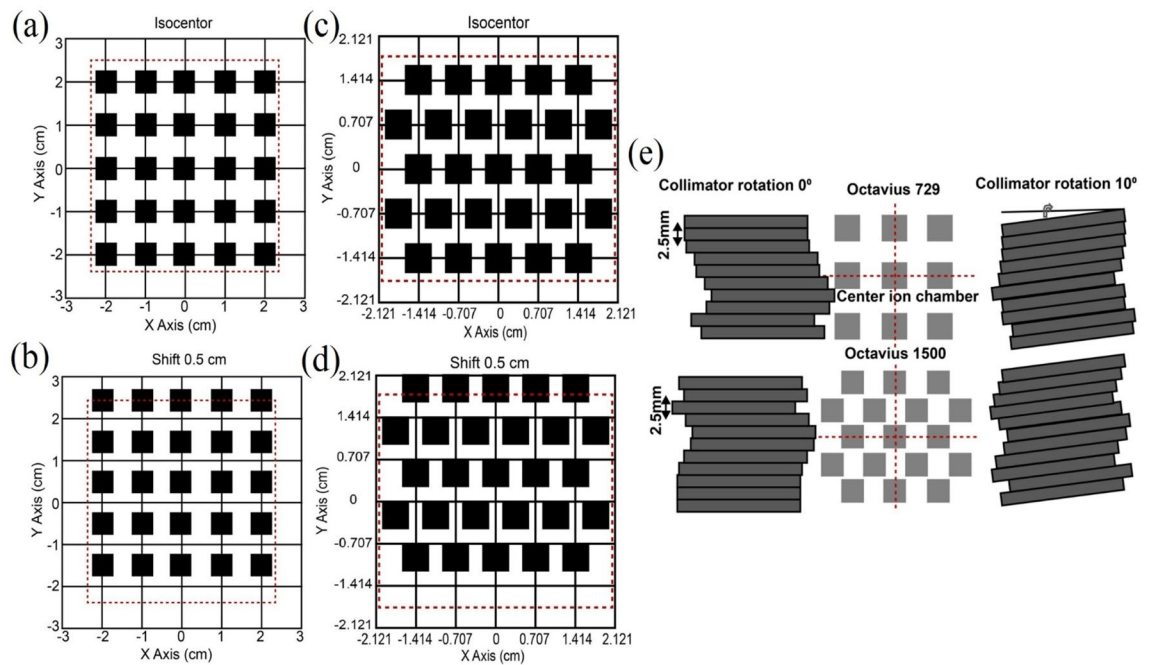 (a)
Isocentor
3
2
1
0
-1
-2
-3
Y Axis (cm)
-3 -2 -1 0 1 2 3
X Axis (cm)
(c)
Isocentor
2.121
1.414
0.707
0
-0.707
-1.414
-2.121
Y Axis (cm)
-2.121 -1.414 -0.707 0 0.707 1.414 2.121
X Axis (cm)
(b)
Shift 0.5 cm
3
2
1
0
-1
-2
-3
Y Axis (cm)
-3 -2 -1 0 1 2 3
X Axis (cm)
(d)
Shift 0.5 cm
2.121
1.414
0.707
0
-0.707
-1.414
-2.121
Y Axis (cm)
-2.121 -1.414 -0.707 0 0.707 1.414 2.121
X Axis (cm)
(e)
Collimator rotation 0º
Octavius 729
Collimator rotation 10º
2.5mm
Center ion chamber
Octavius 1500
2.5mm